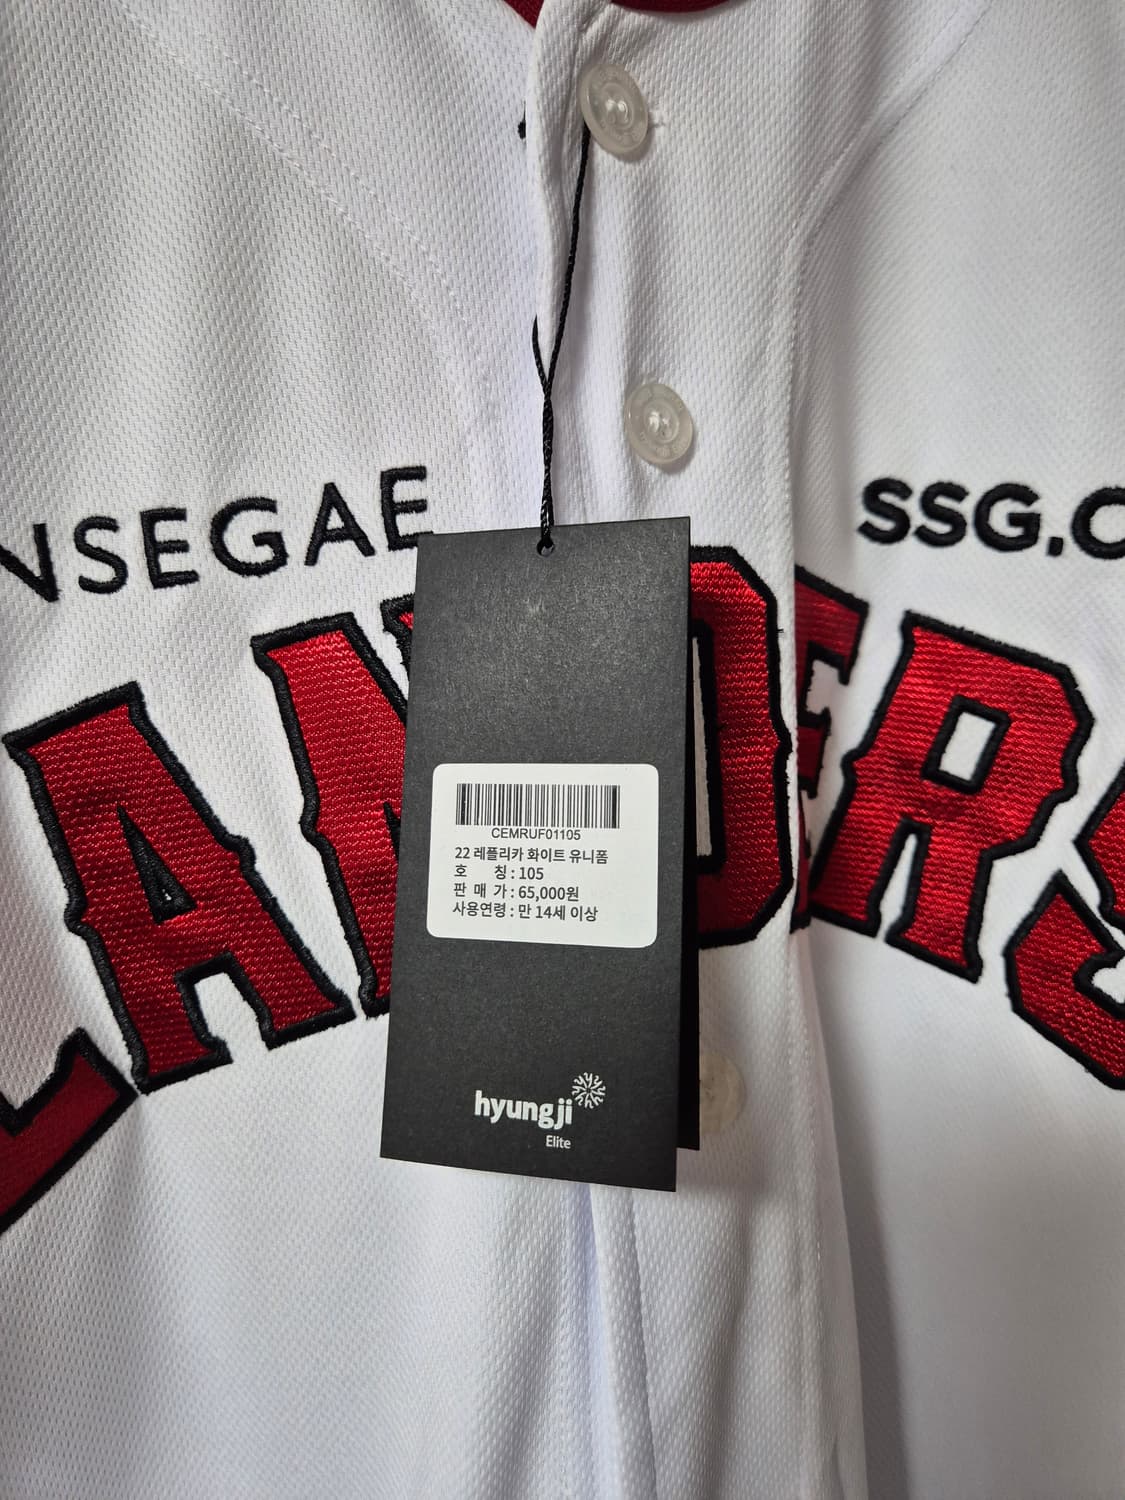 NSEGAE
SSG.C
LANDERS
CEMRUF01105
22 레플리카 화이트 유니폼
호 칭 : 105
판 매 가 : 65,000원
사용연령 : 만 14세 이상
hyungji
Elite